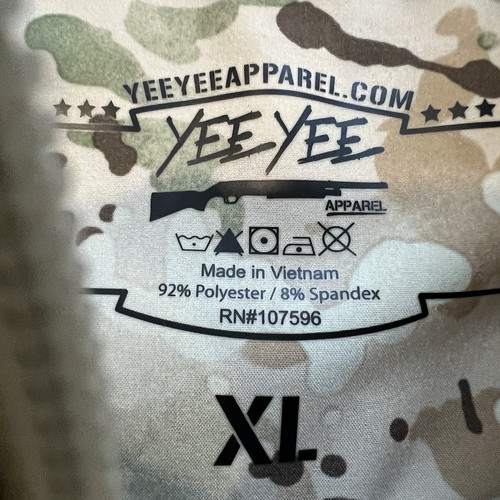 YEEYEEAPPAREL.COM
YEE YEE
APPAREL
Made in Vietnam
92% Polyester / 8% Spandex
RN#107596
XL